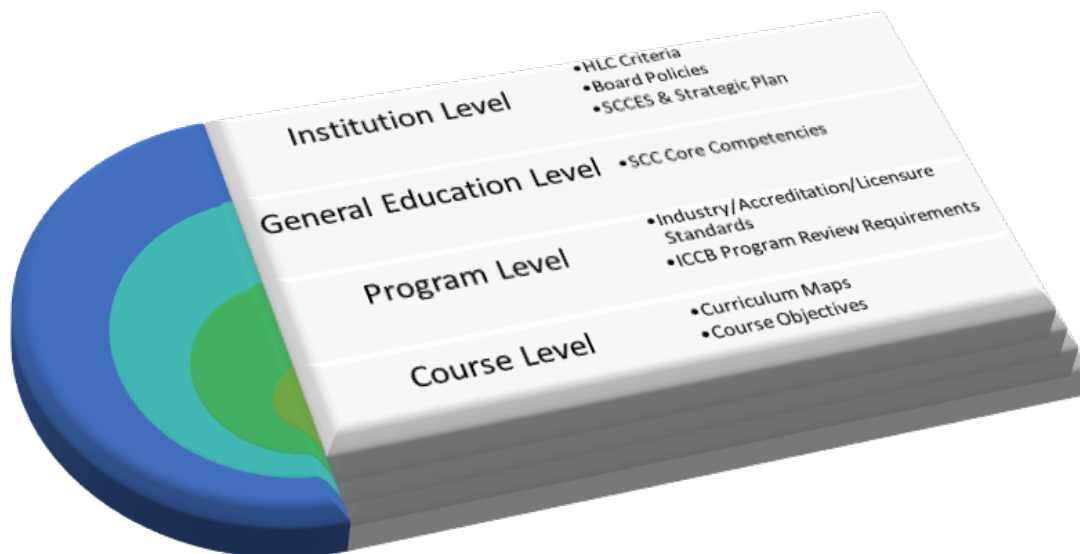 Institution Level
•HLC Criteria
•Board Policies
•SCCES & Strategic Plan
General Education Level
•SCC Core Competencies
Program Level
•Industry/Accreditation/Licensure
Standards
•ICCB Program Review Requirements
Course Level
•Curriculum Maps
•Course Objectives